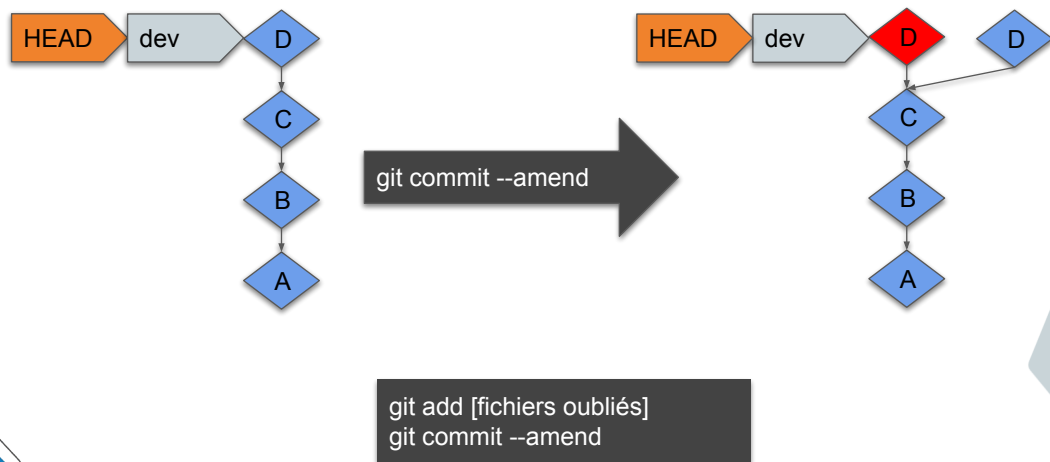 HEAD dev D
C
B
A
git commit --amend
HEAD dev D D
C
B
A
git add [fichiers oubliés]
git commit --amend